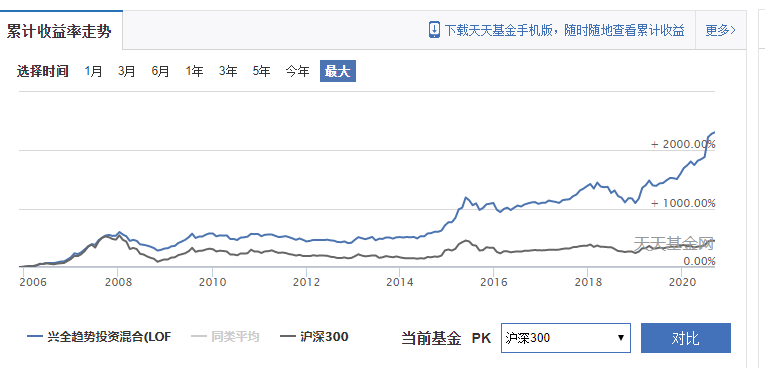 累计收益率走势
下载天天基金手机版，随时随地查看累计收益 更多>
选择时间 1月 3月 6月 1年 3年 5年 今年 最大
+ 2000.00%
+ 1000.00%
天天基金网
0.00%
2006 2008 2010 2012 2014 2016 2018 2020
兴全趋势投资混合(LOF 同类平均 沪深300 当前基金 PK 沪深300 对比